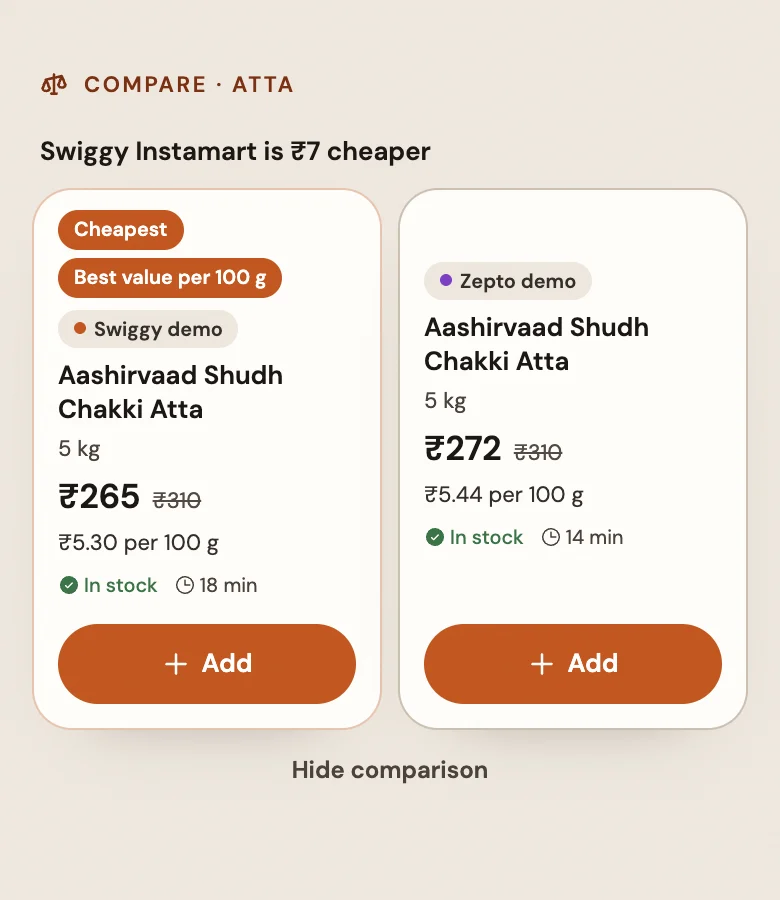 COMPARE · ATTA
Swiggy Instamart is ₹7 cheaper
Cheapest
Best value per 100 g
Swiggy demo
Aashirvaad Shudh
Chakki Atta
5 kg
₹265 ₹310
₹5.30 per 100 g
In stock 18 min
+ Add
Zepto demo
Aashirvaad Shudh
Chakki Atta
5 kg
₹272 ₹310
₹5.44 per 100 g
In stock 14 min
+ Add
Hide comparison